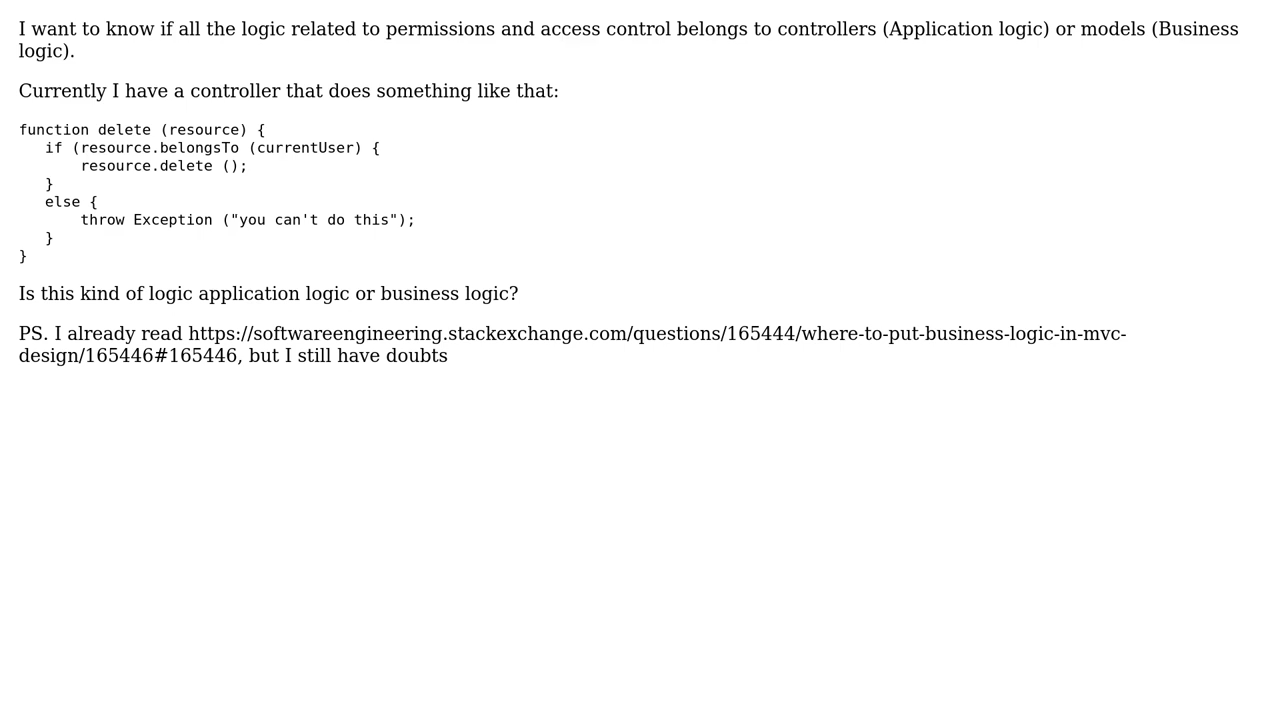 I want to know if all the logic related to permissions and access control belongs to controllers (Application logic) or models (Business
logic).
Currently I have a controller that does something like that:
function delete (resource) {
   if (resource.belongsTo (currentUser) {
       resource.delete ();
   }
   else {
       throw Exception ("you can't do this");
   }
}
Is this kind of logic application logic or business logic?
PS. I already read https://softwareengineering.stackexchange.com/questions/165444/where-to-put-business-logic-in-mvc-
design/165446#165446, but I still have doubts